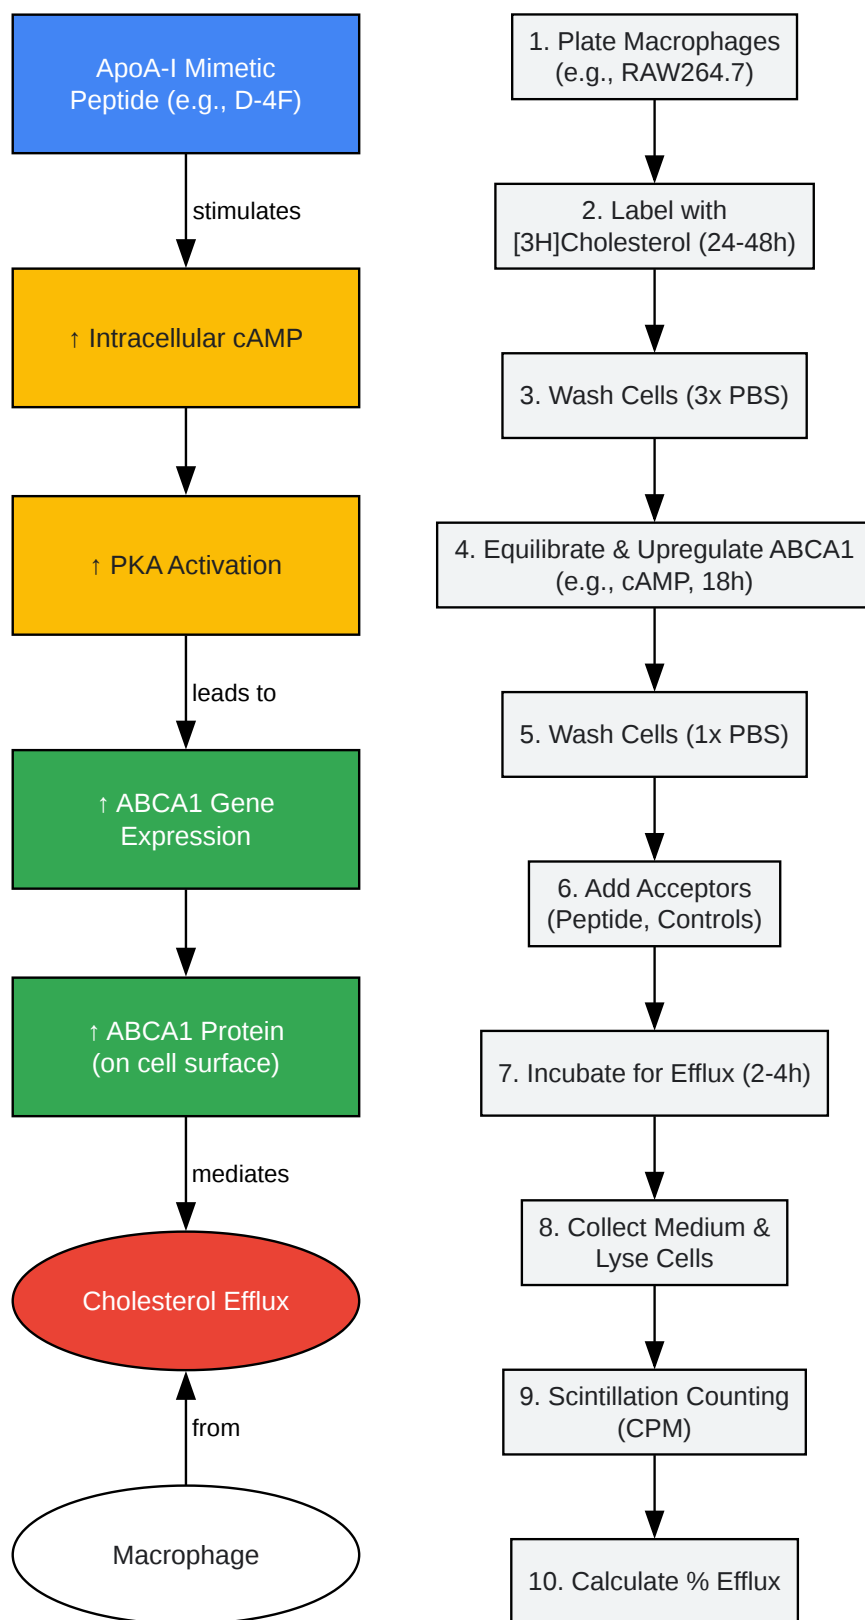 ApoA-I Mimetic
Peptide (e.g., D-4F)
stimulates
↑ Intracellular cAMP
↑ PKA Activation
leads to
↑ ABCA1 Gene
Expression
↑ ABCA1 Protein
(on cell surface)
mediates
Cholesterol Efflux
from
Macrophage
1. Plate Macrophages
(e.g., RAW264.7)
2. Label with
[3H]Cholesterol (24-48h)
3. Wash Cells (3x PBS)
4. Equilibrate & Upregulate ABCA1
(e.g., cAMP, 18h)
5. Wash Cells (1x PBS)
6. Add Acceptors
(Peptide, Controls)
7. Incubate for Efflux (2-4h)
8. Collect Medium &
Lyse Cells
9. Scintillation Counting
(CPM)
10. Calculate % Efflux